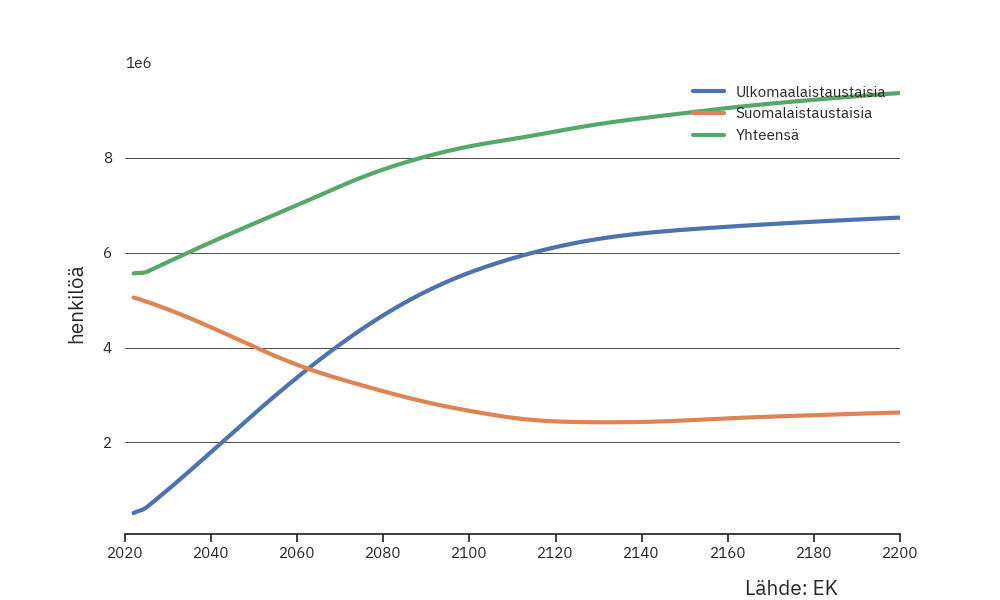 1e6
Ulkomaalaistaustaisia
Suomalaistaustaisia
Yhteensä
8
6
4
2
henkilöä
2020 2040 2060 2080 2100 2120 2140 2160 2180 2200
Lähde: EK